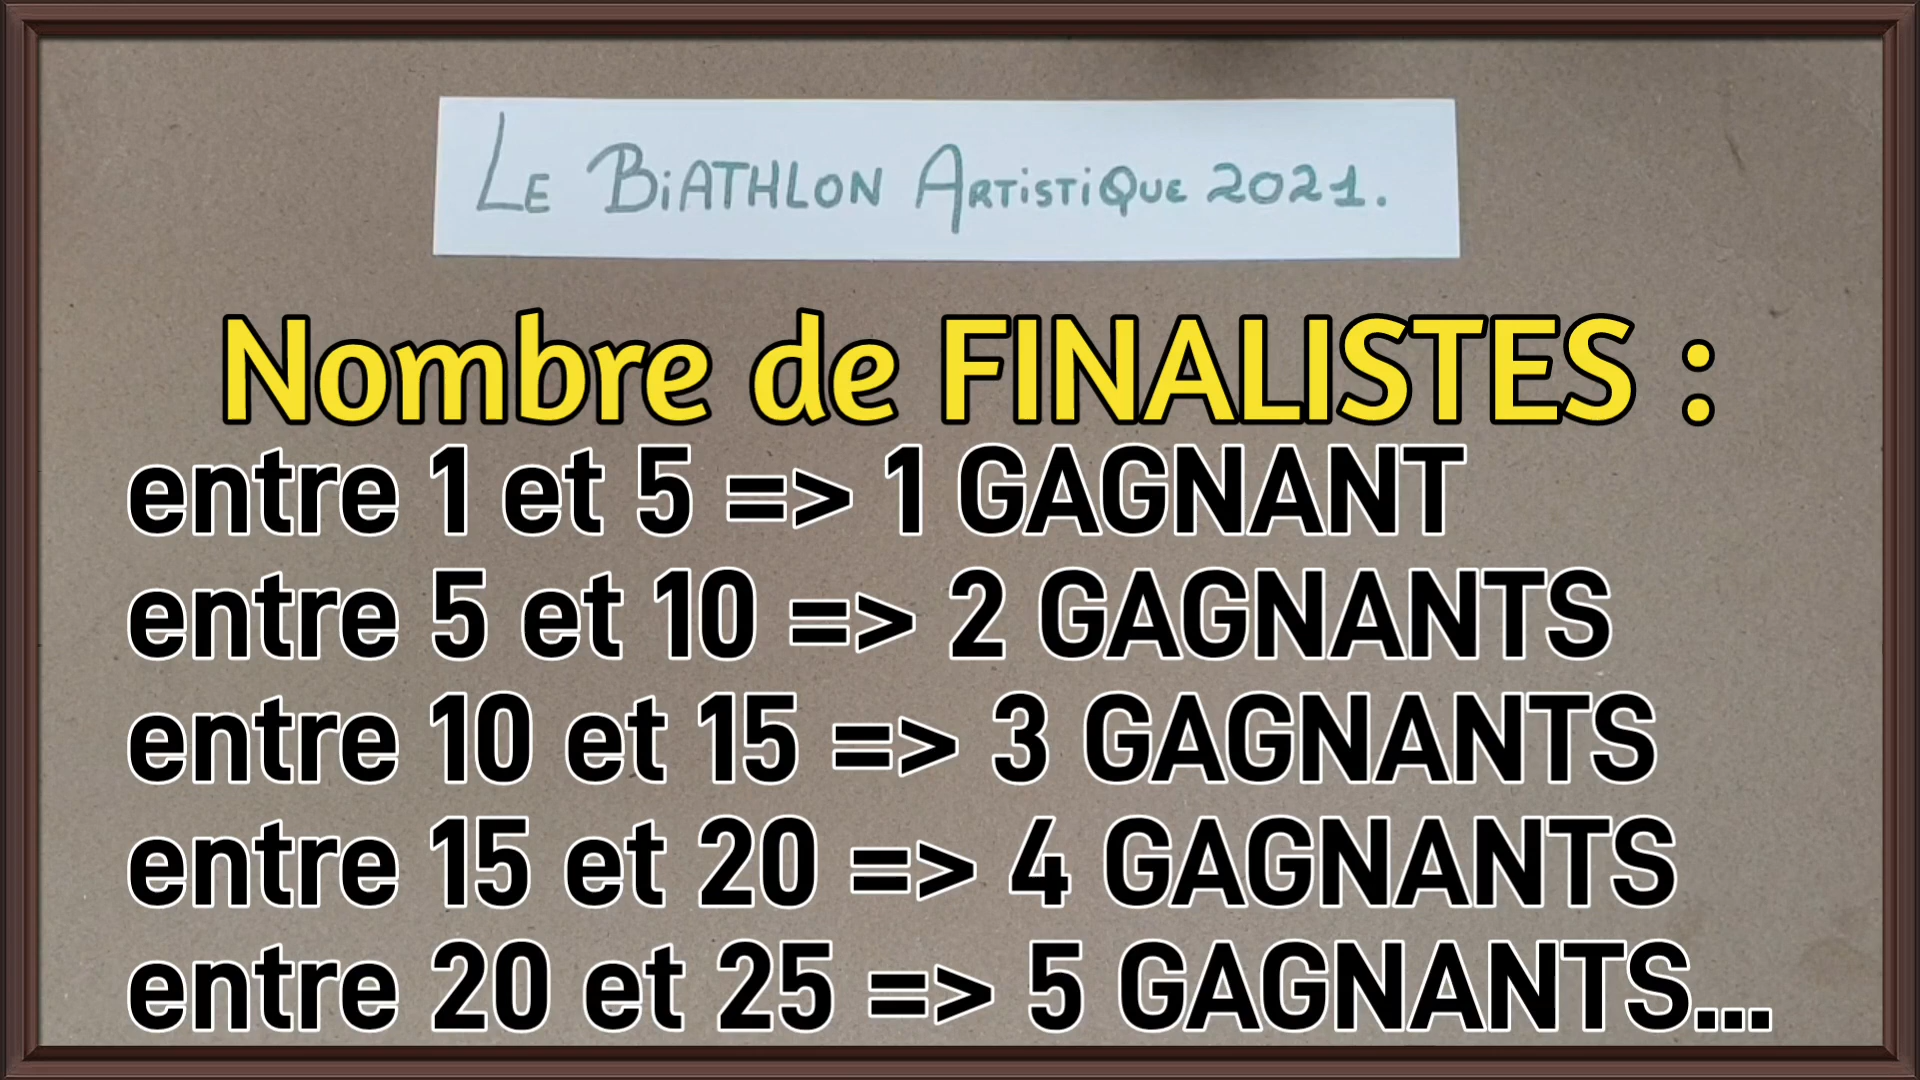 LE BiATHLON ARTiSTiQUE 2021.
Nombre de FINALISTES :
entre 1 et 5 => 1 GAGNANT
entre 5 et 10 => 2 GAGNANTS
entre 10 et 15 => 3 GAGNANTS
entre 15 et 20 => 4 GAGNANTS
entre 20 et 25 => 5 GAGNANTS...